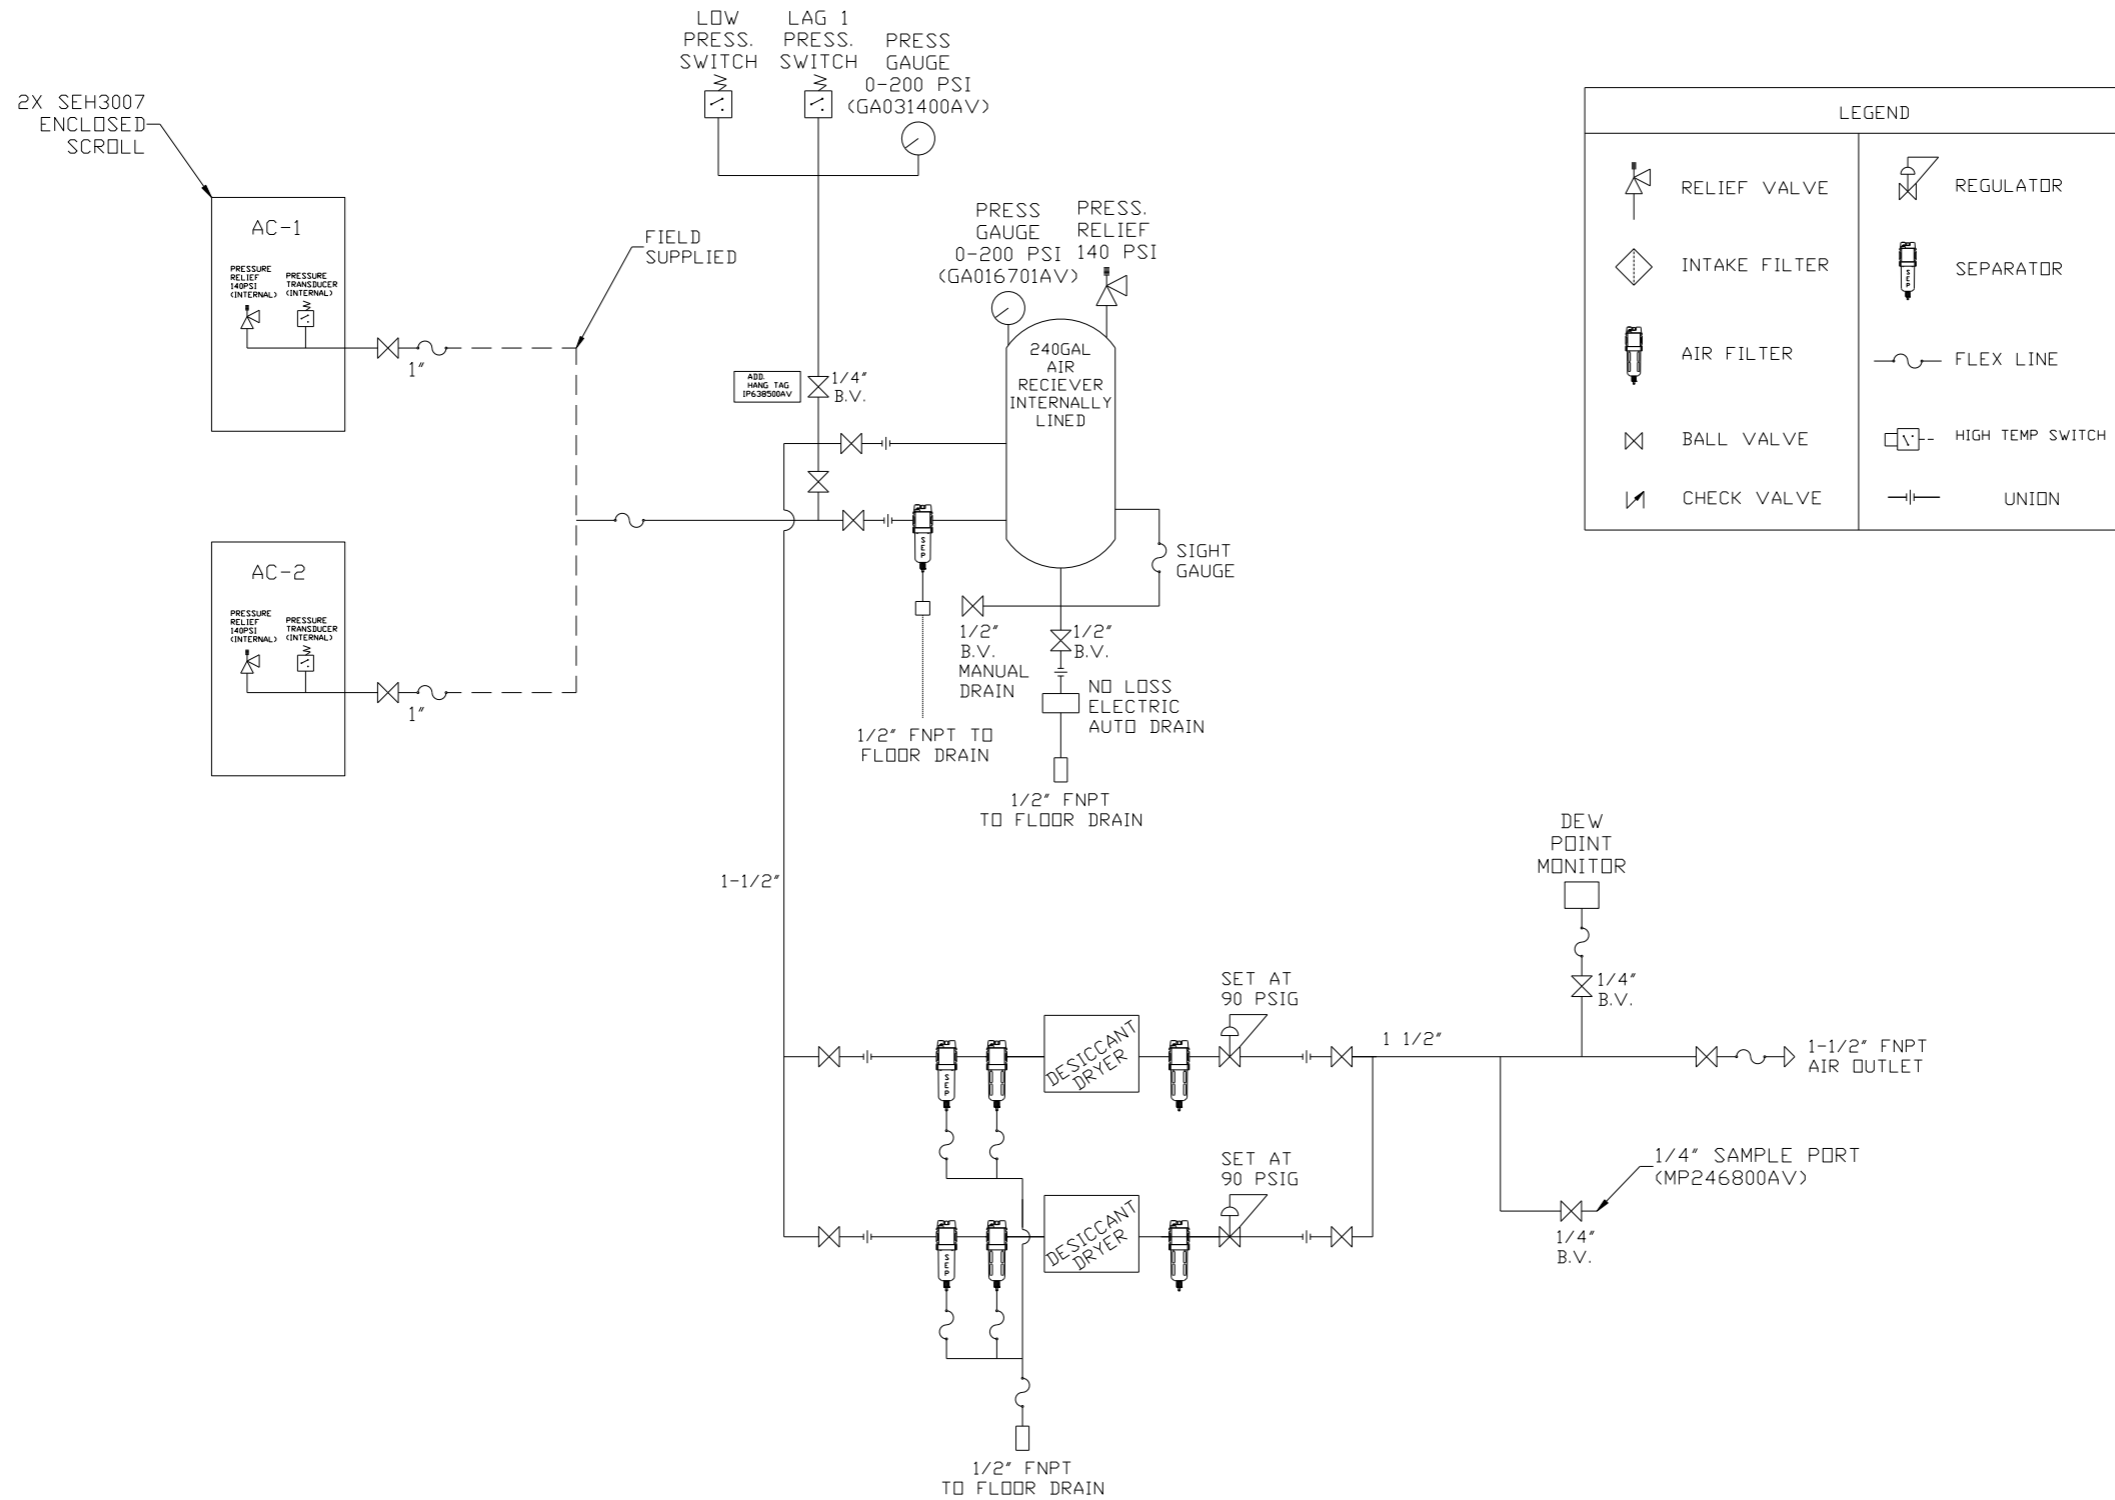 LOW
PRESS.
SWITCH
LAG 1
PRESS.
SWITCH
PRESS
GAUGE
0-200 PSI
(GA031400AV)
2X SEH3007
ENCLOSED
SCROLL
AC-1
PRESSURE
RELIEF
140PSI
(INTERNAL)
PRESSURE
TRANSDUCER
(INTERNAL)
1"
FIELD
SUPPLIED
PRESS
GAUGE
0-200 PSI
(GA016701AV)
PRESS.
RELIEF
140 PSI
ADD.
HANG TAG
IP638500AV
1/4"
B.V.
240GAL
AIR
RECIEVER
INTERNALLY
LINED
SEP
SIGHT
GAUGE
AC-2
PRESSURE
RELIEF
140PSI
(INTERNAL)
PRESSURE
TRANSDUCER
(INTERNAL)
1"
1/2"
B.V.
MANUAL
DRAIN
1/2"
B.V.
NO LOSS
ELECTRIC
AUTO DRAIN
1/2" FNPT TO
FLOOR DRAIN
1/2" FNPT
TO FLOOR DRAIN
1-1/2"
DEW
POINT
MONITOR
1/4"
B.V.
SET AT
90 PSIG
SEP
DESICCANT
DRYER
1 1/2"
1-1/2" FNPT
AIR OUTLET
SET AT
90 PSIG
SEP
DESICCANT
DRYER
1/4" SAMPLE PORT
(MP246800AV)
1/4"
B.V.
1/2" FNPT
TO FLOOR DRAIN
LEGEND
RELIEF VALVE
REGULATOR
INTAKE FILTER
SEP
SEPARATOR
AIR FILTER
FLEX LINE
BALL VALVE
HIGH TEMP SWITCH
CHECK VALVE
UNION